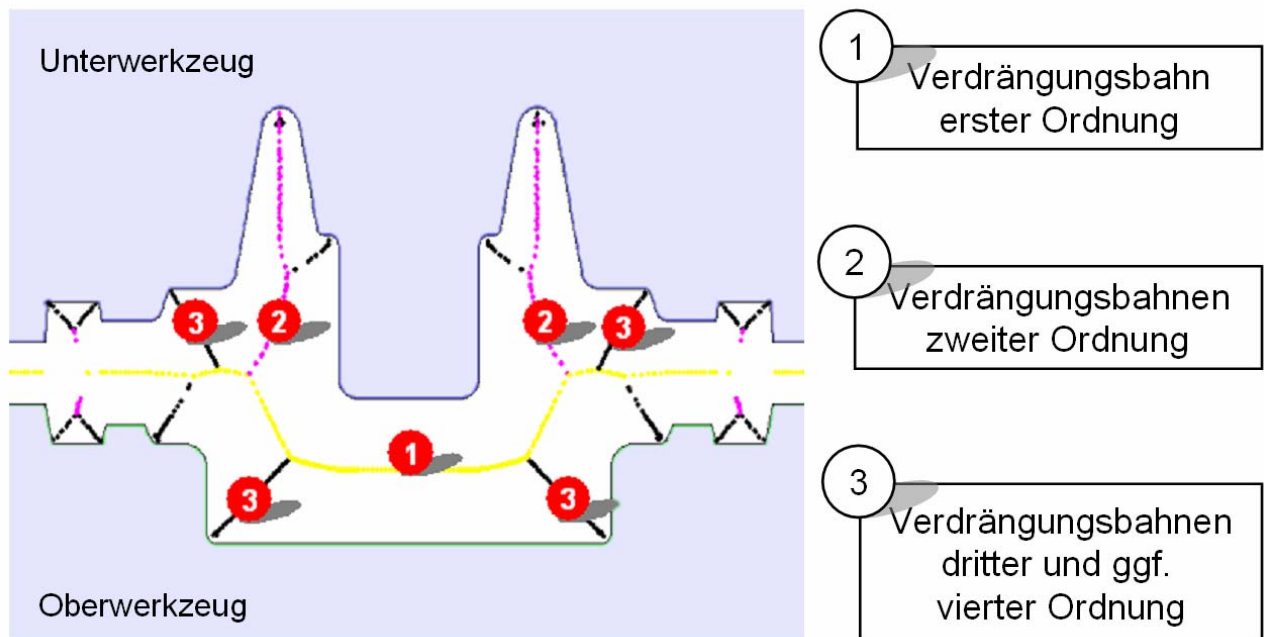 Unterwerkzeug
3
2
2
3
1
3
3
Oberwerkzeug
1
Verdrängungsbahn
erster Ordnung
2
Verdrängungsbahnen
zweiter Ordnung
3
Verdrängungsbahnen
dritter und ggf.
vierter Ordnung